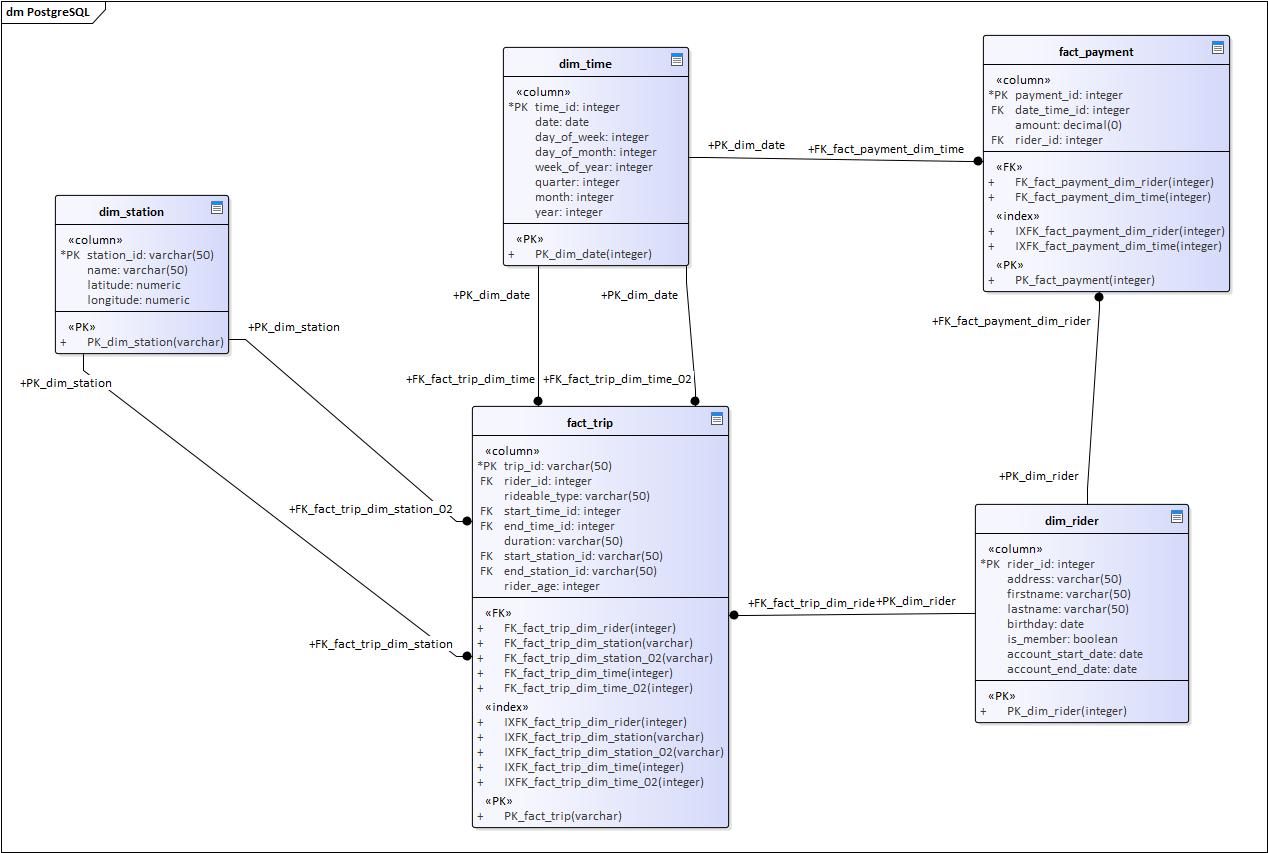 dm PostgreSQL
dim_time
«column»
*PK time_id: integer
date: date
day_of_week: integer
day_of_month: integer
week_of_year: integer
quarter: integer
month: integer
year: integer
«PK»
+ PK_dim_date(integer)
fact_payment
«column»
*PK payment_id: integer
FK date_time_id: integer
amount: decimal(0)
FK rider_id: integer
«FK»
+ FK_fact_payment_dim_rider(integer)
+ FK_fact_payment_dim_time(integer)
«index»
+ IXFK_fact_payment_dim_rider(integer)
+ IXFK_fact_payment_dim_time(integer)
«PK»
+ PK_fact_payment(integer)
+PK_dim_date
+FK_fact_payment_dim_time
dim_station
«column»
*PK station_id: varchar(50)
name: varchar(50)
latitude: numeric
longitude: numeric
«PK»
+ PK_dim_station(varchar)
+PK_dim_station
+PK_dim_station
+PK_dim_date
+PK_dim_date
+FK_fact_trip_dim_time
+FK_fact_trip_dim_time_02
+FK_fact_payment_dim_rider
+PK_dim_rider
+FK_fact_trip_dim_station_02
+FK_fact_trip_dim_station
fact_trip
«column»
*PK trip_id: varchar(50)
FK rider_id: integer
rideable_type: varchar(50)
FK start_time_id: integer
FK end_time_id: integer
duration: varchar(50)
FK start_station_id: varchar(50)
FK end_station_id: varchar(50)
rider_age: integer
«FK»
+ FK_fact_trip_dim_rider(integer)
+ FK_fact_trip_dim_station(varchar)
+ FK_fact_trip_dim_station_02(varchar)
+ FK_fact_trip_dim_time(integer)
+ FK_fact_trip_dim_time_02(integer)
«index»
+ IXFK_fact_trip_dim_rider(integer)
+ IXFK_fact_trip_dim_station(varchar)
+ IXFK_fact_trip_dim_station_02(varchar)
+ IXFK_fact_trip_dim_time(integer)
+ IXFK_fact_trip_dim_time_02(integer)
«PK»
+ PK_fact_trip(varchar)
+FK_fact_trip_dim_ride
+PK_dim_rider
dim_rider
«column»
*PK rider_id: integer
address: varchar(50)
firstname: varchar(50)
lastname: varchar(50)
birthday: date
is_member: boolean
account_start_date: date
account_end_date: date
«PK»
+ PK_dim_rider(integer)